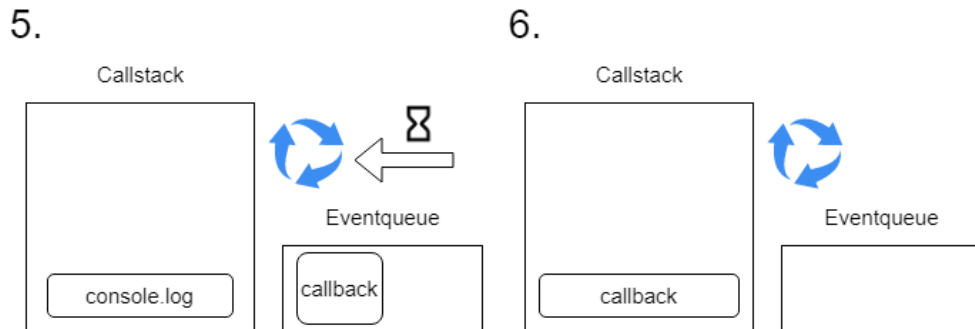 5.
Callstack
console.log
Eventqueue
callback
6.
Callstack
callback
Eventqueue